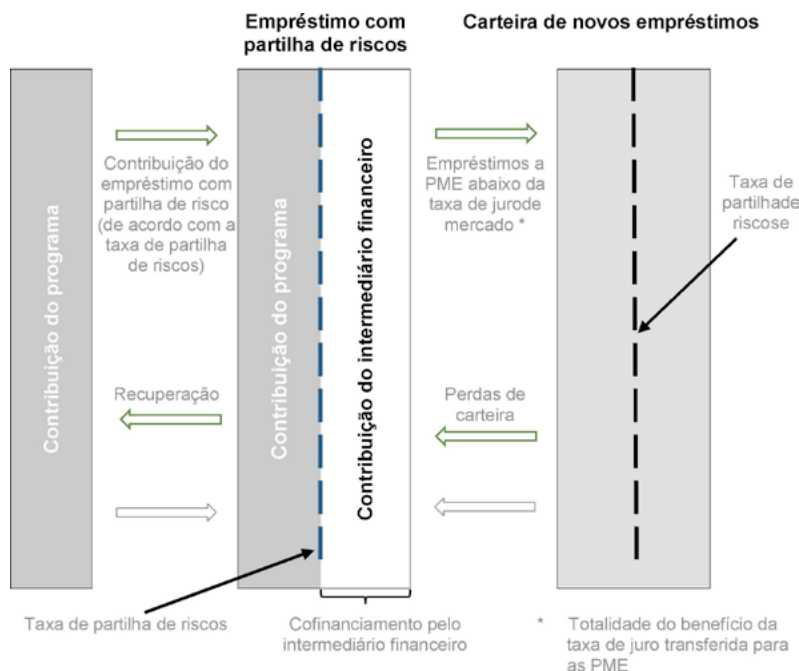 Empréstimo com
partilha de riscos
Carteira de novos empréstimos
Contribuição do programa
Contribuição do
empréstimo com
partilha de risco
(de acordo com a
taxa de partilha
de riscos)
Recuperação
Contribuição do programa
Contribuição do intermediário financeiro
Empréstimos a
PME abaixo da
taxa de jurode
mercado *
Perdas de
carteira
Taxa de
partilhade
riscose
Taxa de partilha de riscos
Cofinanciamento pelo
intermediário financeiro
* Totalidade do benefício da
taxa de juro transferida para
as PME